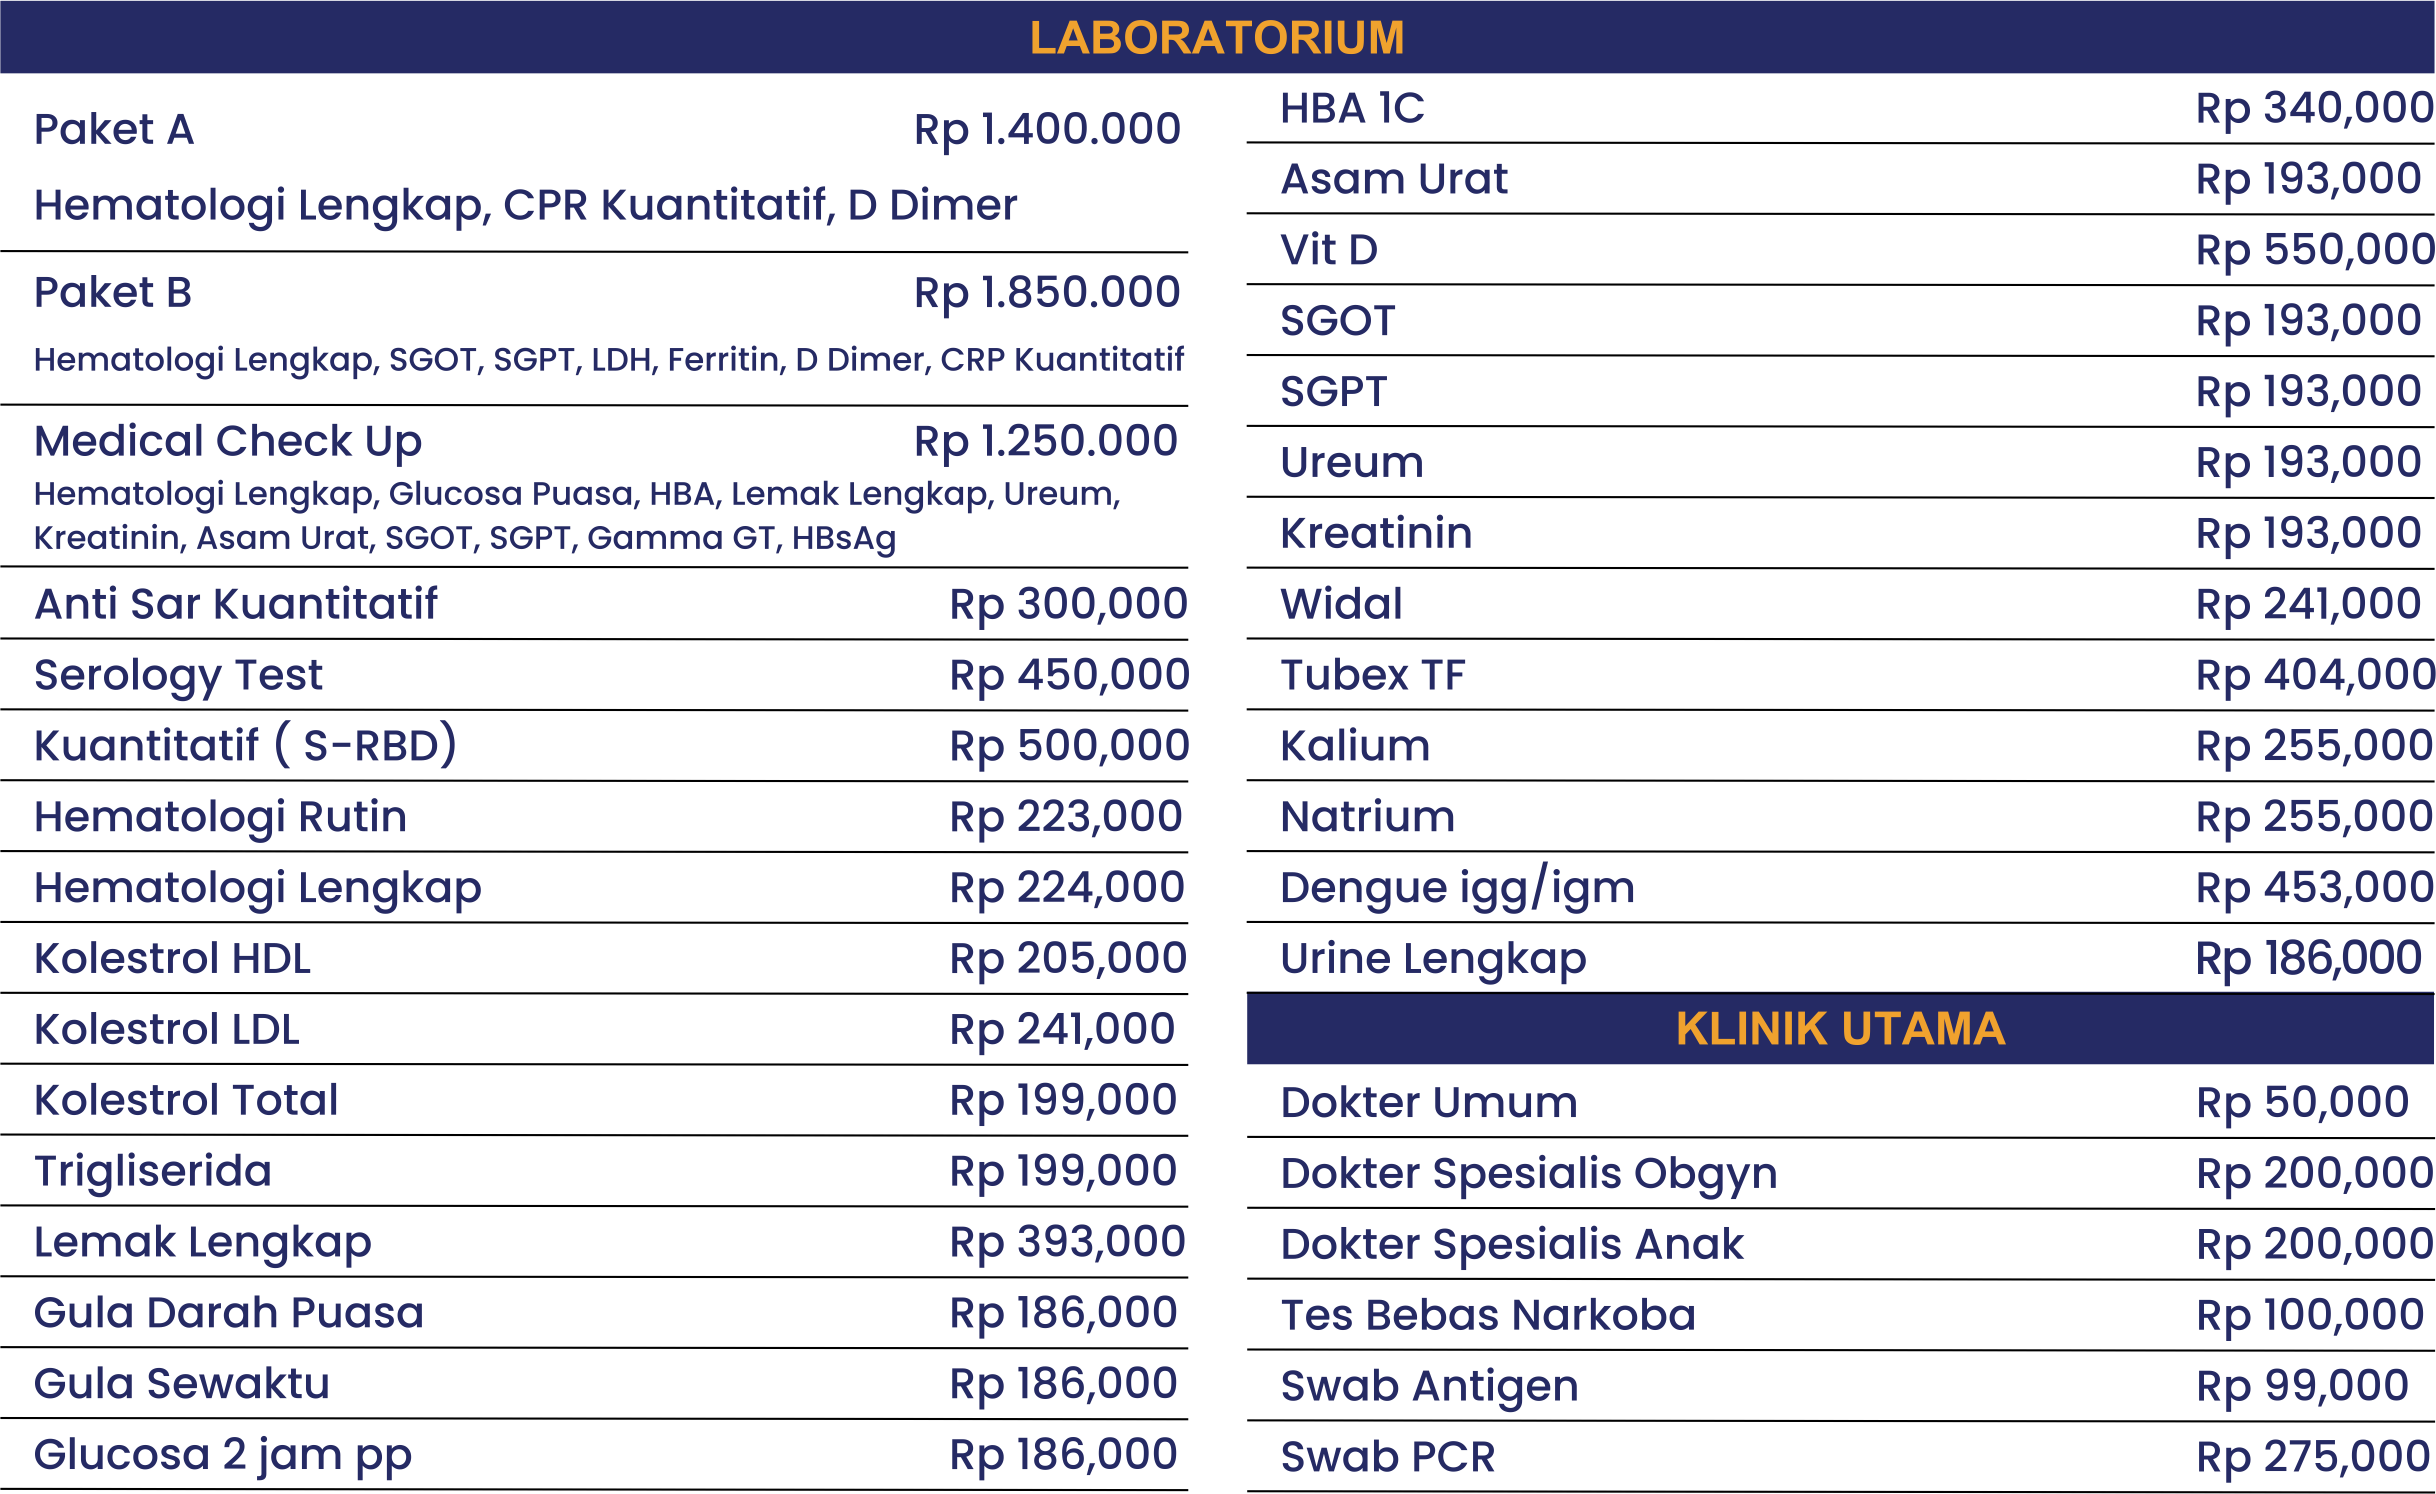 LABORATORIUM
Paket A Rp 1.400.000
Hematologi Lengkap, CPR Kuantitatif, D Dimer
Paket B Rp 1.850.000
Hematologi Lengkap, SGOT, SGPT, LDH, Ferritin, D Dimer, CRP Kuantitatif
Medical Check Up Rp 1.250.000
Hematologi Lengkap, Glucosa Puasa, HBA, Lemak Lengkap, Ureum,
Kreatinin, Asam Urat, SGOT, SGPT, Gamma GT, HBsAg
Anti Sar Kuantitatif Rp 300,000
Serology Test Rp 450,000
Kuantitatif ( S-RBD) Rp 500,000
Hematologi Rutin Rp 223,000
Hematologi Lengkap Rp 224,000
Kolestrol HDL Rp 205,000
Kolestrol LDL Rp 241,000
Kolestrol Total Rp 199,000
Trigliserida Rp 199,000
Lemak Lengkap Rp 393,000
Gula Darah Puasa Rp 186,000
Gula Sewaktu Rp 186,000
Glucosa 2 jam pp Rp 186,000
HBA 1C Rp 340,000
Asam Urat Rp 193,000
Vit D Rp 550,000
SGOT Rp 193,000
SGPT Rp 193,000
Ureum Rp 193,000
Kreatinin Rp 193,000
Widal Rp 241,000
Tubex TF Rp 404,000
Kalium Rp 255,000
Natrium Rp 255,000
Dengue igg/igm Rp 453,000
Urine Lengkap Rp 186,000
KLINIK UTAMA
Dokter Umum Rp 50,000
Dokter Spesialis Obgyn Rp 200,000
Dokter Spesialis Anak Rp 200,000
Tes Bebas Narkoba Rp 100,000
Swab Antigen Rp 99,000
Swab PCR Rp 275,000